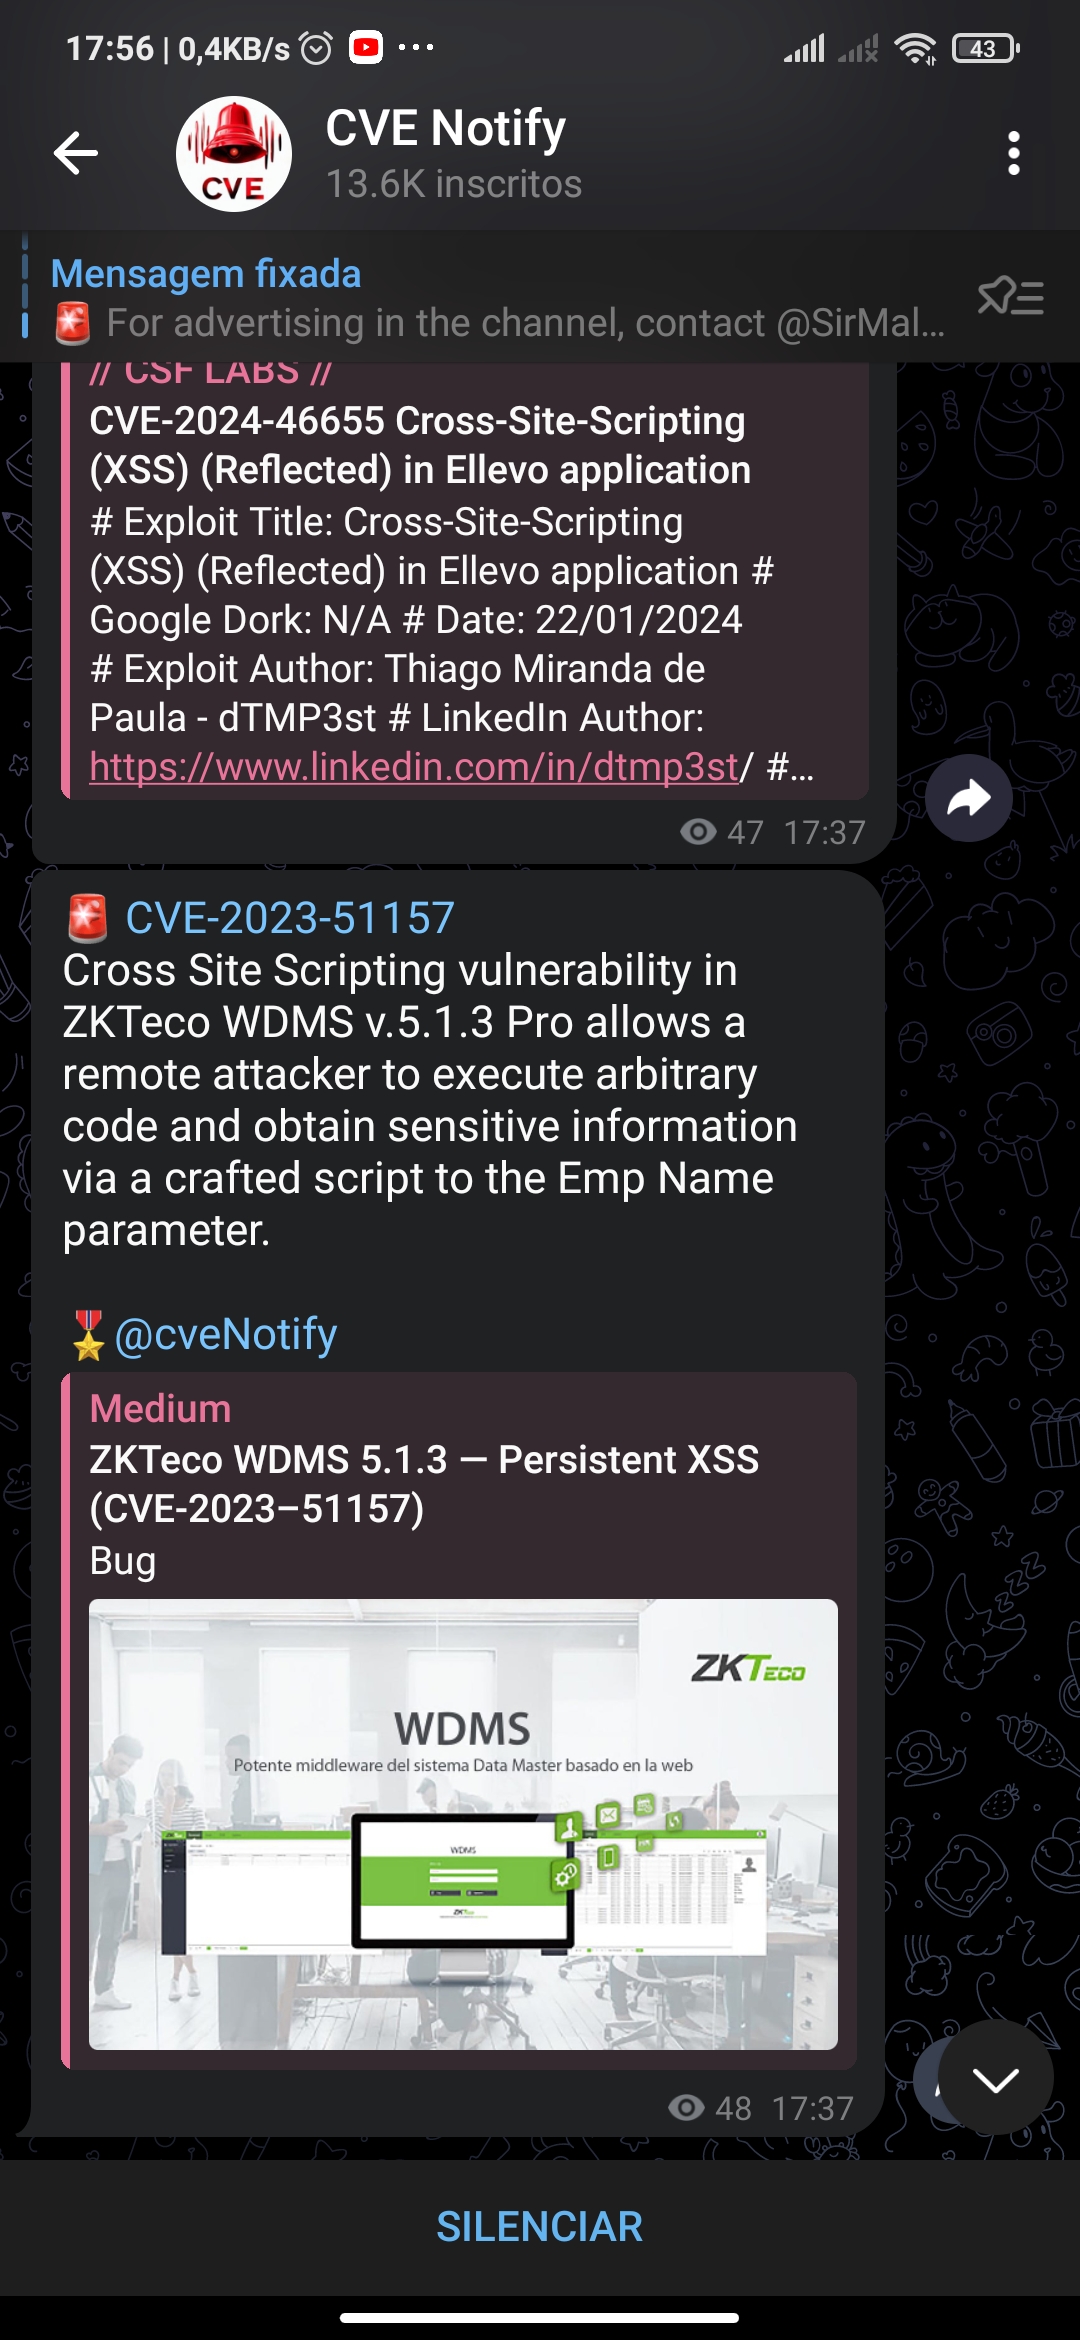 17:56 | 0,4KB/s
43
CVE
CVE Notify
13.6K inscritos
Mensagem fixada
For advertising in the channel, contact @SirMal...
// CSF LABS //
CVE-2024-46655 Cross-Site-Scripting
(XSS) (Reflected) in Ellevo application
# Exploit Title: Cross-Site-Scripting
(XSS) (Reflected) in Ellevo application #
Google Dork: N/A # Date: 22/01/2024
# Exploit Author: Thiago Miranda de
Paula - dTMP3st # LinkedIn Author:
https://www.linkedin.com/in/dtmp3st/ #...
47 17:37
CVE-2023-51157
Cross Site Scripting vulnerability in
ZKTeco WDMS v.5.1.3 Pro allows a
remote attacker to execute arbitrary
code and obtain sensitive information
via a crafted script to the Emp Name
parameter.
@cveNotify
Medium
ZKTeco WDMS 5.1.3 — Persistent XSS
(CVE-2023–51157)
Bug
ZKTECO
WDMS
Potente middleware del sistema Data Master basado en la web
WDMS
ZKTECO
48 17:37
SILENCIAR